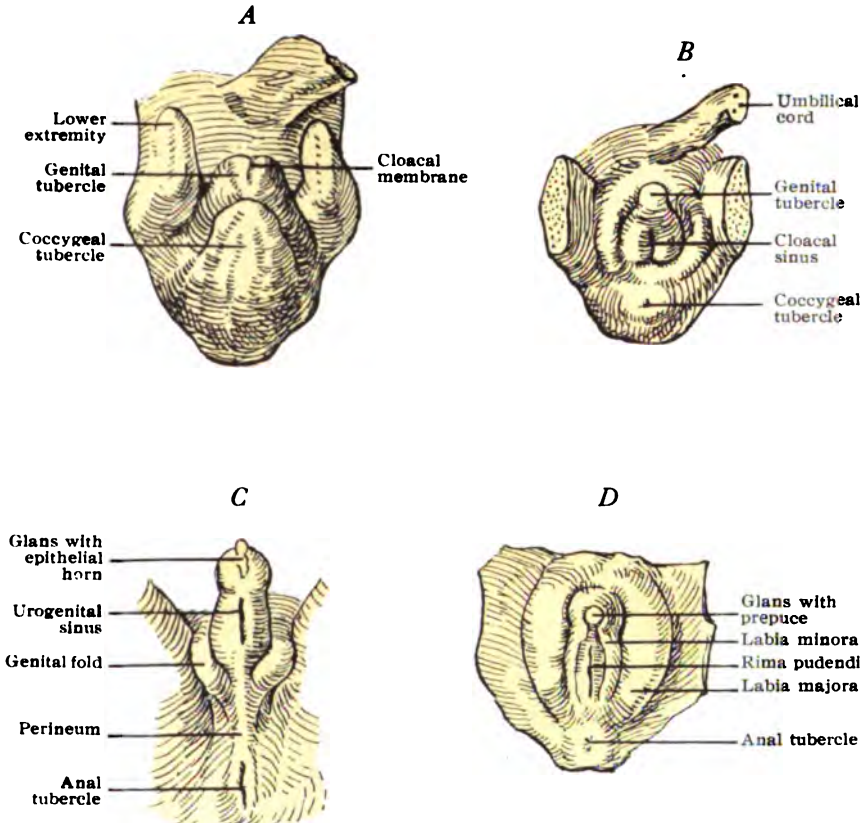 A
Lower
extremity
Genital
tubercle
Coccygeal
tubercle
Cloacal
membrane
B
Umbilical
cord
Genital
tubercle
Cloacal
sinus
Coccygeal
tubercle
C
Glans with
epithelial
horn
Urogenital
sinus
Genital fold
Perineum
Anal
tubercle
D
Glans with
prepuce
Labia minora
Rima pudendi
Labia majora
Anal tubercle